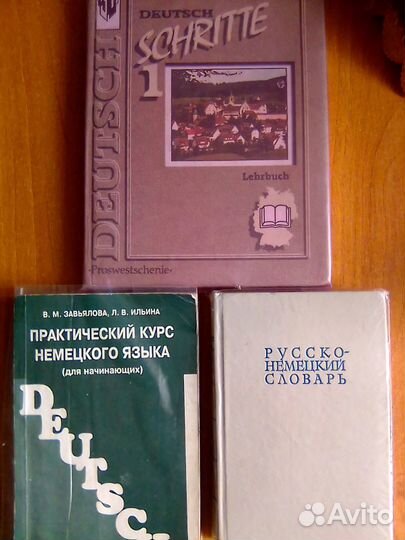 DEUTSCH
DEUTSCH
SCHRITTE
1
Lehrbuch
·Proswestschenie·
В. М. ЗАВЬЯЛОВА, Л. В. ИЛЬИНА
ПРАКТИЧЕСКИЙ КУРС
НЕМЕЦКОГО ЯЗЫКА
(для начинающих)
DEUTSCH
РУССКО-
НЕМЕЦКИЙ
СЛОВАРЬ
Avito